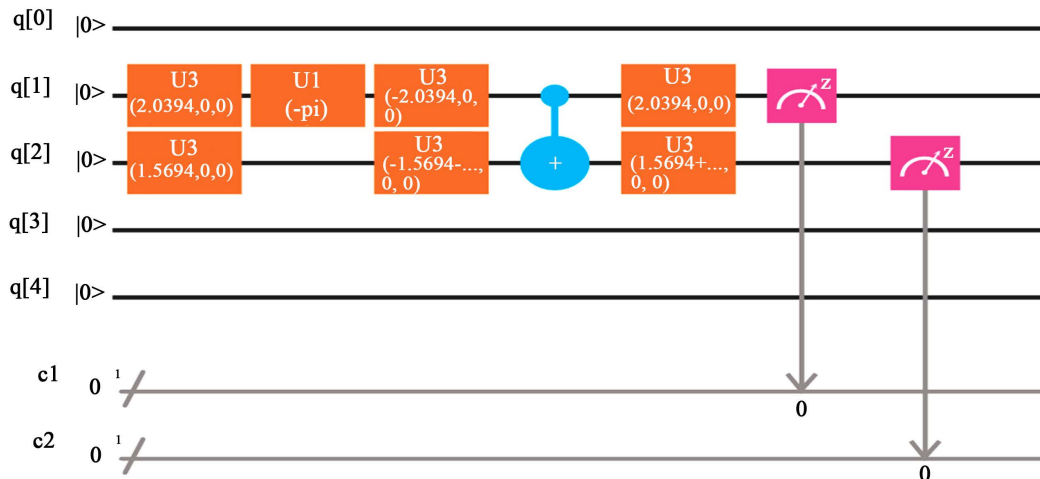 q[0] |0>
q[1] |0>
U3
(2.0394,0,0)
U1
(-pi)
U3
(-2.0394,0,
0)
U3
(2.0394,0,0)
Z
q[2] |0>
U3
(1.5694,0,0)
U3
(-1.5694-...,
0, 0)
+
U3
(1.5694+...,
0, 0)
Z
q[3] |0>
q[4] |0>
c1 0 1
0
c2 0 1
0